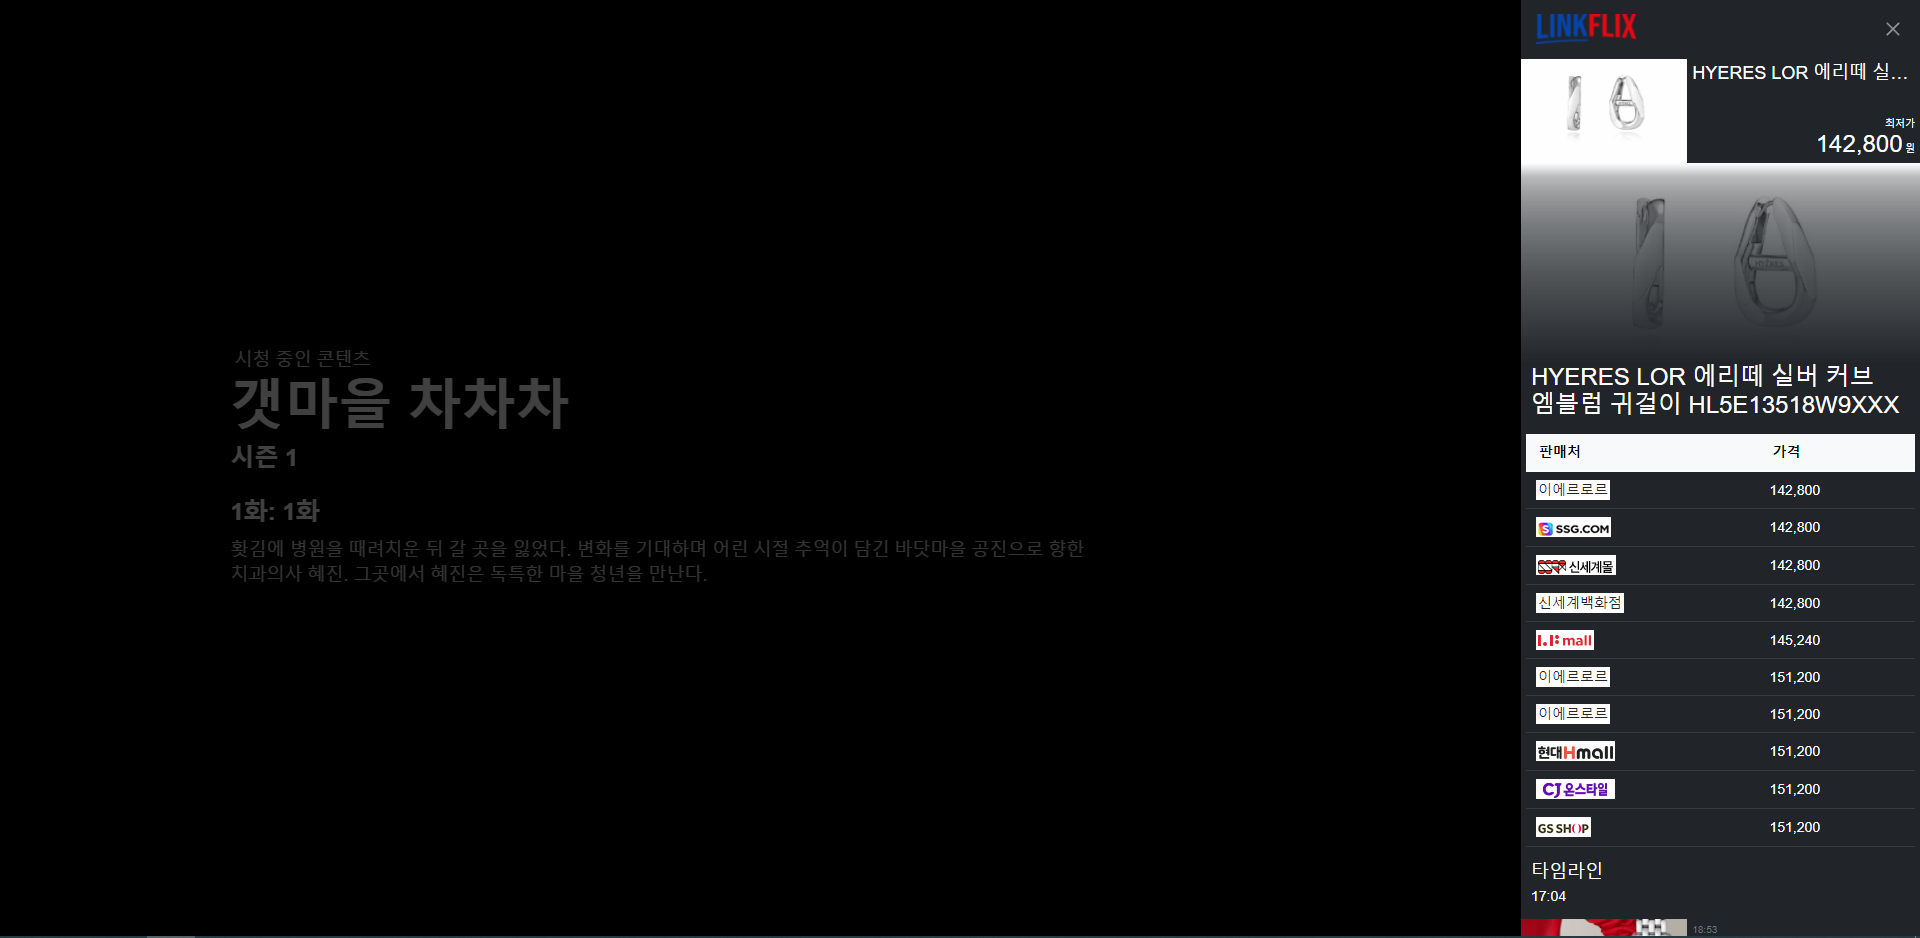 시청 중인 콘텐츠
갯마을 차차차
시즌 1
1화: 1화
홧김에 병원을 때려치운 뒤 갈 곳을 잃었다. 변화를 기대하며 어린 시절 추억이 담긴 바닷마을 공진으로 향한
치과의사 혜진. 그곳에서 혜진은 독특한 마을 청년을 만난다.
LINKFLIX
HYERES LOR 에리떼 실...
최저가
142,800 원
HYERES LOR 에리떼 실버 커브
엠블럼 귀걸이 HL5E13518W9XXX
판매처 가격
이에르로르 142,800
SSG.COM 142,800
신세계몰 142,800
신세계백화점 142,800
mall 145,240
이에르로르 151,200
이에르로르 151,200
현대Hmall 151,200
CJ온스타일 151,200
GS SHOP 151,200
타임라인
17:04
18:53